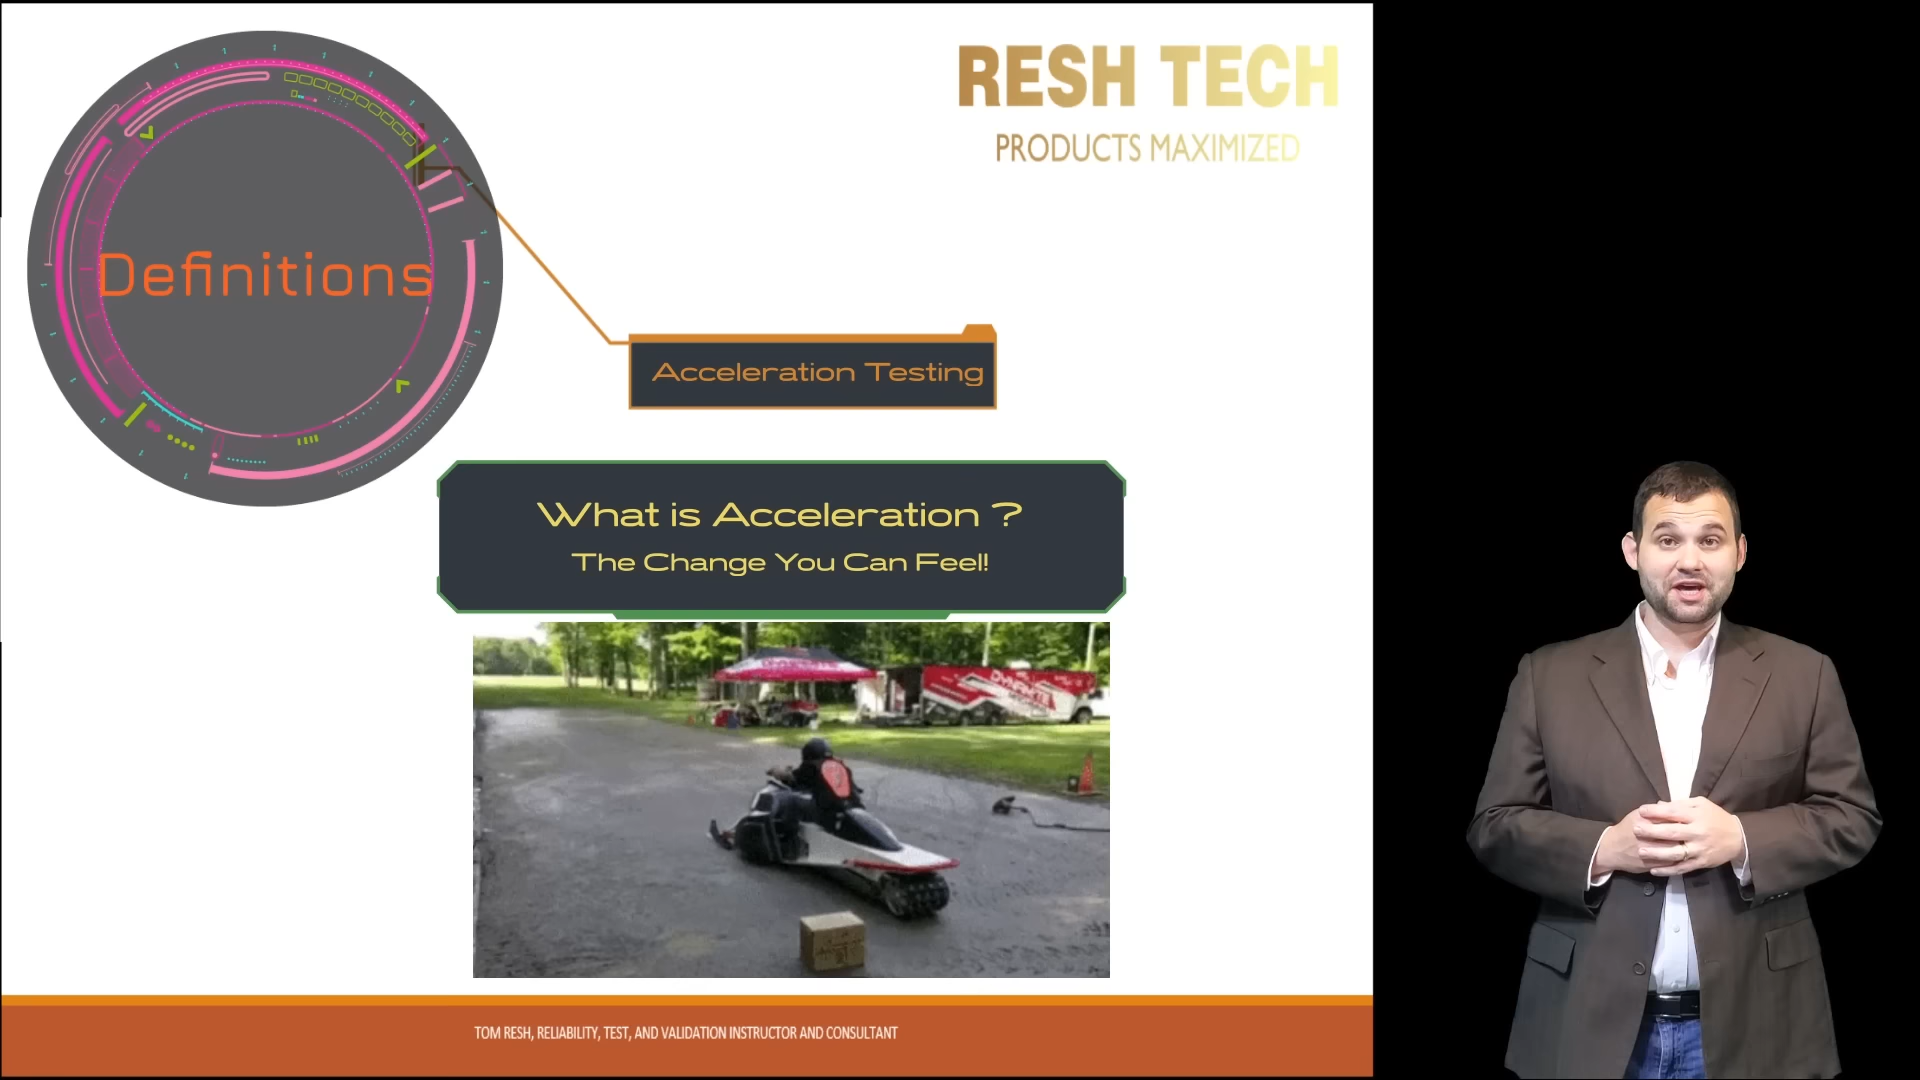 RESH TECH
PRODUCTS MAXIMIZED
Definitions
Acceleration Testing
What is Acceleration ?
The Change You Can Feel!
DYNAMITE
TOM RESH, RELIABILITY, TEST, AND VALIDATION INSTRUCTOR AND CONSULTANT